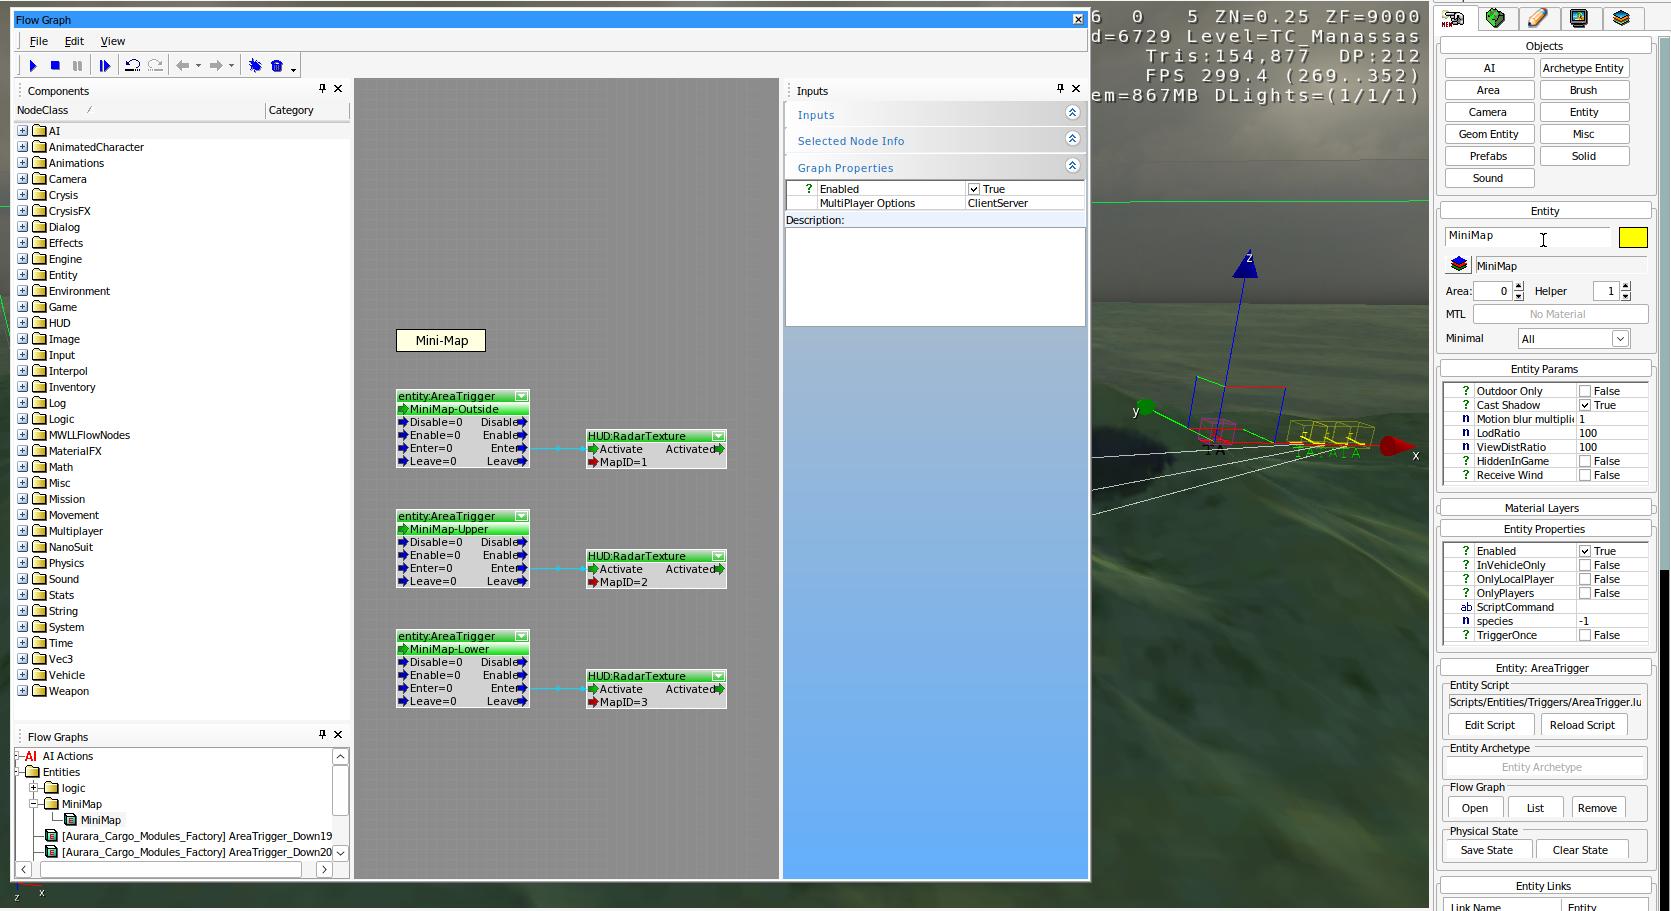 Flow Graph
6 0 5 ZN=0.25 ZF=9000
d=6729 Level=TC_Manassas
Tris:154,877 DP:212
FPS 299.4 (269..352)
em=867MB DLights=(1/1/1)
File Edit View
Components
NodeClass Category
AI
AnimatedCharacter
Animations
Camera
Crysis
CrysisFX
Dialog
Effects
Engine
Entity
Environment
Game
HUD
Image
Input
Interpol
Inventory
Log
Logic
MWLLFlowNodes
MaterialFX
Math
Misc
Mission
Movement
Multiplayer
NanoSuit
Physics
Sound
Stats
String
System
Time
Vec3
Vehicle
Weapon
Flow Graphs
AI AI Actions
Entities
logic
MiniMap
MiniMap
[Aurara_Cargo_Modules_Factory] AreaTrigger_Down19
[Aurara_Cargo_Modules_Factory] AreaTrigger_Down20
Mini-Map
entity:AreaTrigger
MiniMap-Outside
Disable=0 Disable
Enable=0 Enable
Enter=0 Enter
Leave=0 Leave
HUD:RadarTexture
Activate Activated
MapID=1
entity:AreaTrigger
MiniMap-Upper
Disable=0 Disable
Enable=0 Enable
Enter=0 Enter
Leave=0 Leave
HUD:RadarTexture
Activate Activated
MapID=2
entity:AreaTrigger
MiniMap-Lower
Disable=0 Disable
Enable=0 Enable
Enter=0 Enter
Leave=0 Leave
HUD:RadarTexture
Activate Activated
MapID=3
Inputs
Inputs
Selected Node Info
Graph Properties
? Enabled True
MultiPlayer Options ClientServer
Description:
z
y
x
z
x
Objects
AI Archetype Entity
Area Brush
Camera Entity
Geom Entity Misc
Prefabs Solid
Sound
Entity
MiniMap
MiniMap
Area: 0 Helper 1
MTL No Material
Minimal All
Entity Params
? Outdoor Only False
? Cast Shadow True
n Motion blur multiplie 1
n LodRatio 100
n ViewDistRatio 100
? HiddenInGame False
? Receive Wind False
Material Layers
Entity Properties
? Enabled True
? InVehicleOnly False
? OnlyLocalPlayer False
? OnlyPlayers False
ab ScriptCommand
n species -1
? TriggerOnce False
Entity: AreaTrigger
Entity Script
Scripts/Entities/Triggers/AreaTrigger.lu
Edit Script Reload Script
Entity Archetype
Entity Archetype
Flow Graph
Open List Remove
Physical State
Save State Clear State
Entity Links
Link Name Entity